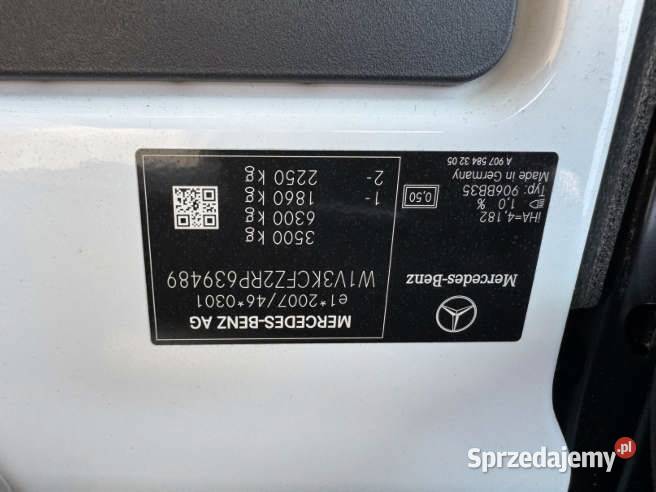 MERCEDES-BENZ AG
e1*2007/46*0301
W1V3KCFZ2RP639489
3500 kg
6300 kg
1- 1860 kg
2- 2250 kg
Mercedes-Benz
iHA=4,182
1,0 %
Typ: 906BB35
Made in Germany
A 907 584 32 05
0,50
Sprzedajemy.pl